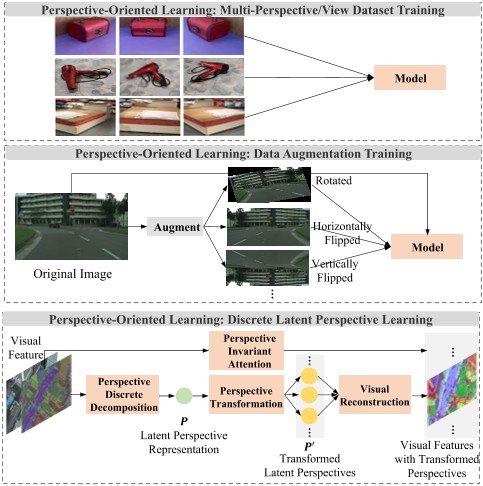 Perspective-Oriented Learning: Multi-Perspective/View Dataset Training
Model
Perspective-Oriented Learning: Data Augmentation Training
Original Image
Augment
Rotated
Horizontally
Flipped
Vertically
Flipped
Model
Perspective-Oriented Learning: Discrete Latent Perspective Learning
Visual
Feature
Perspective
Invariant
Attention
Perspective
Discrete
Decomposition
P
Latent Perspective
Representation
Perspective
Transformation
P'
Transformed
Latent Perspectives
Visual
Reconstruction
Visual Features
with Transformed
Perspectives